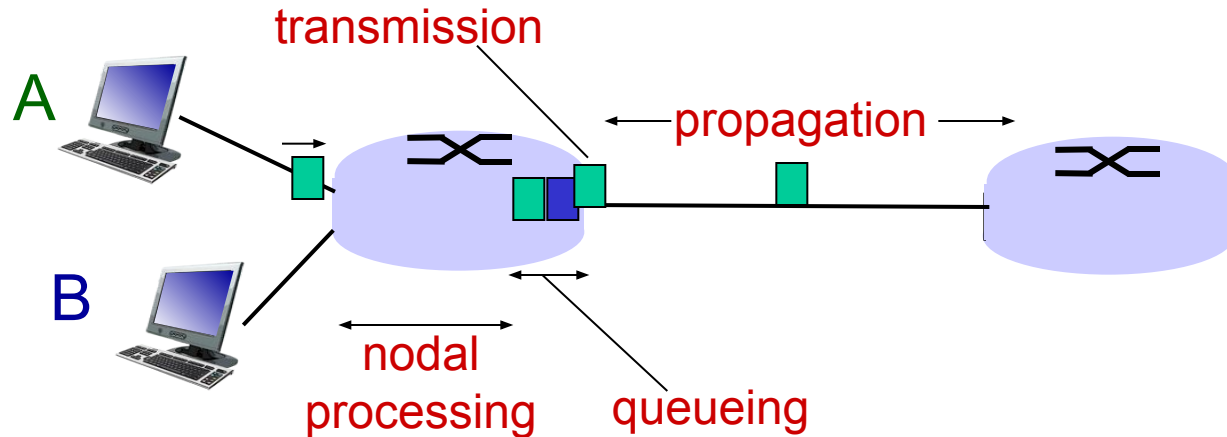 transmission
A
propagation
B
nodal
processing
queueing